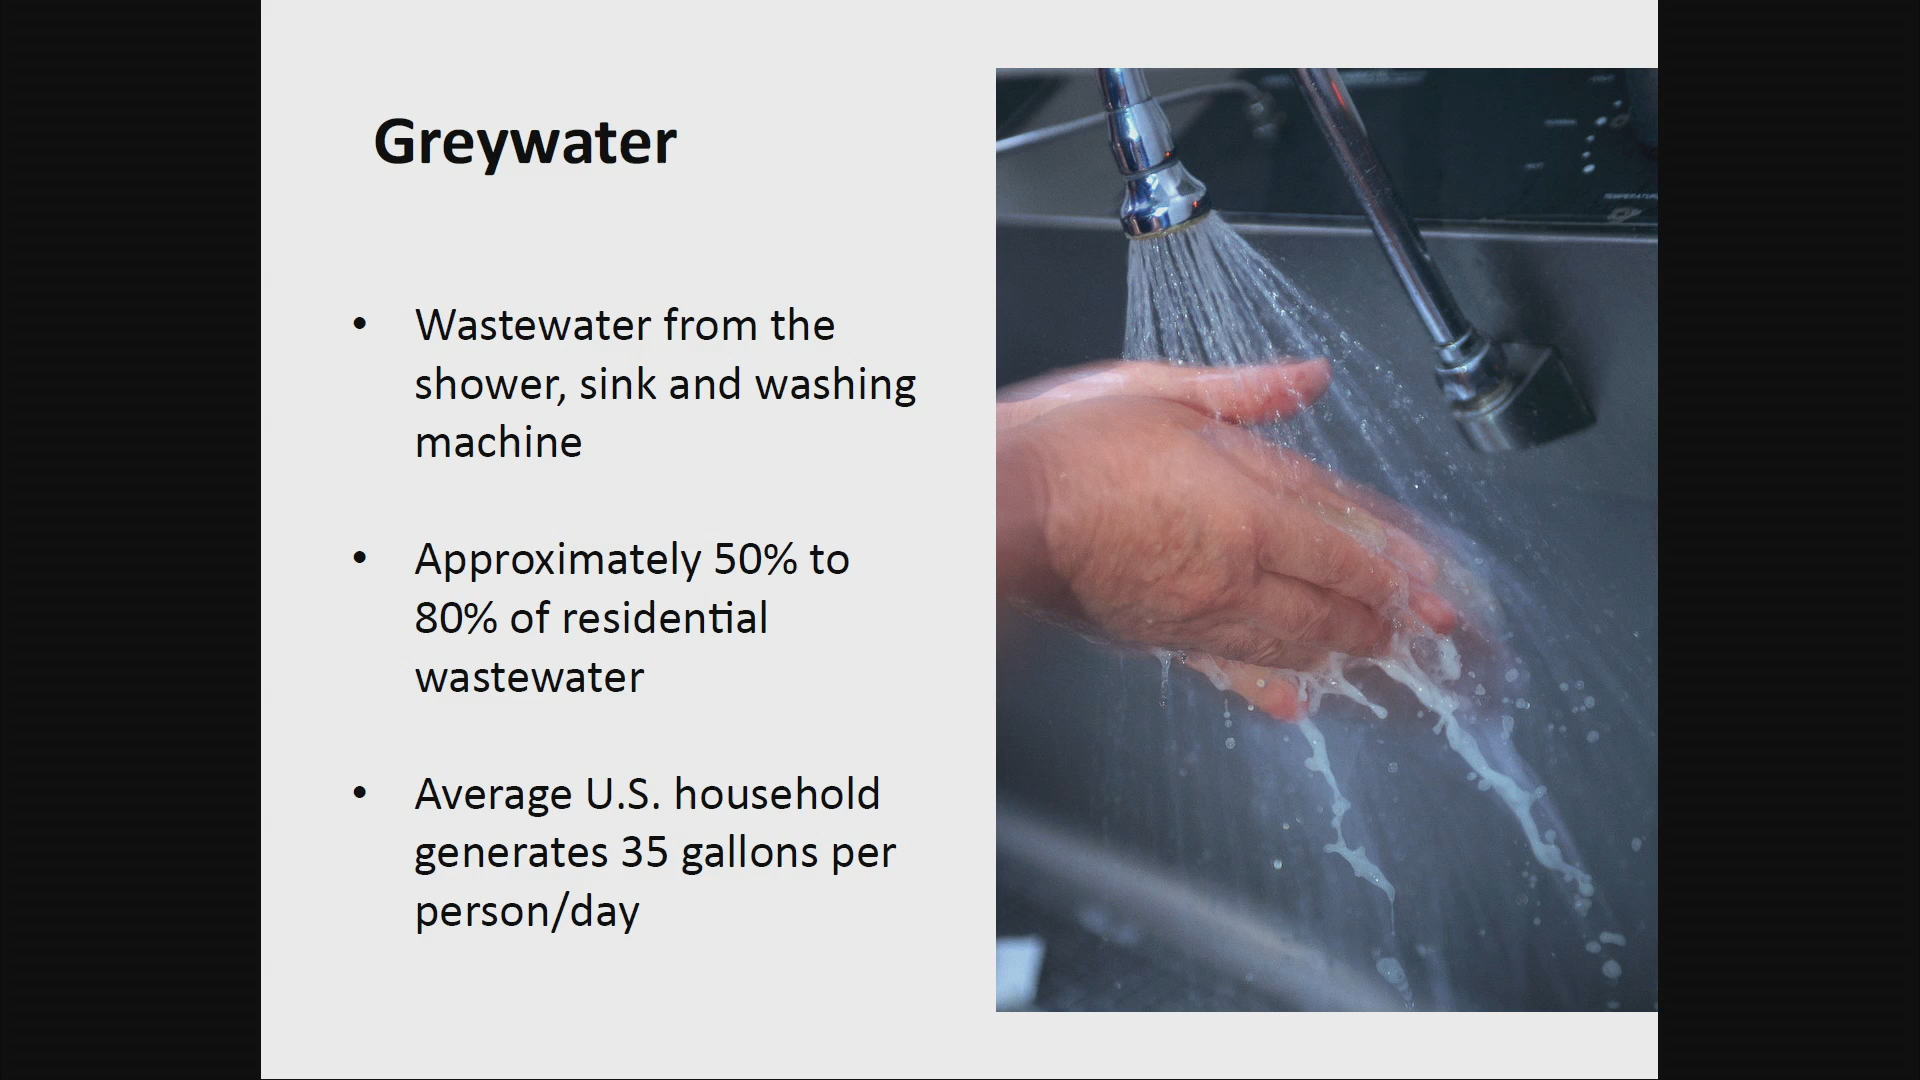 Greywater
• Wastewater from the
shower, sink and washing
machine
• Approximately 50% to
80% of residential
wastewater
• Average U.S. household
generates 35 gallons per
person/day